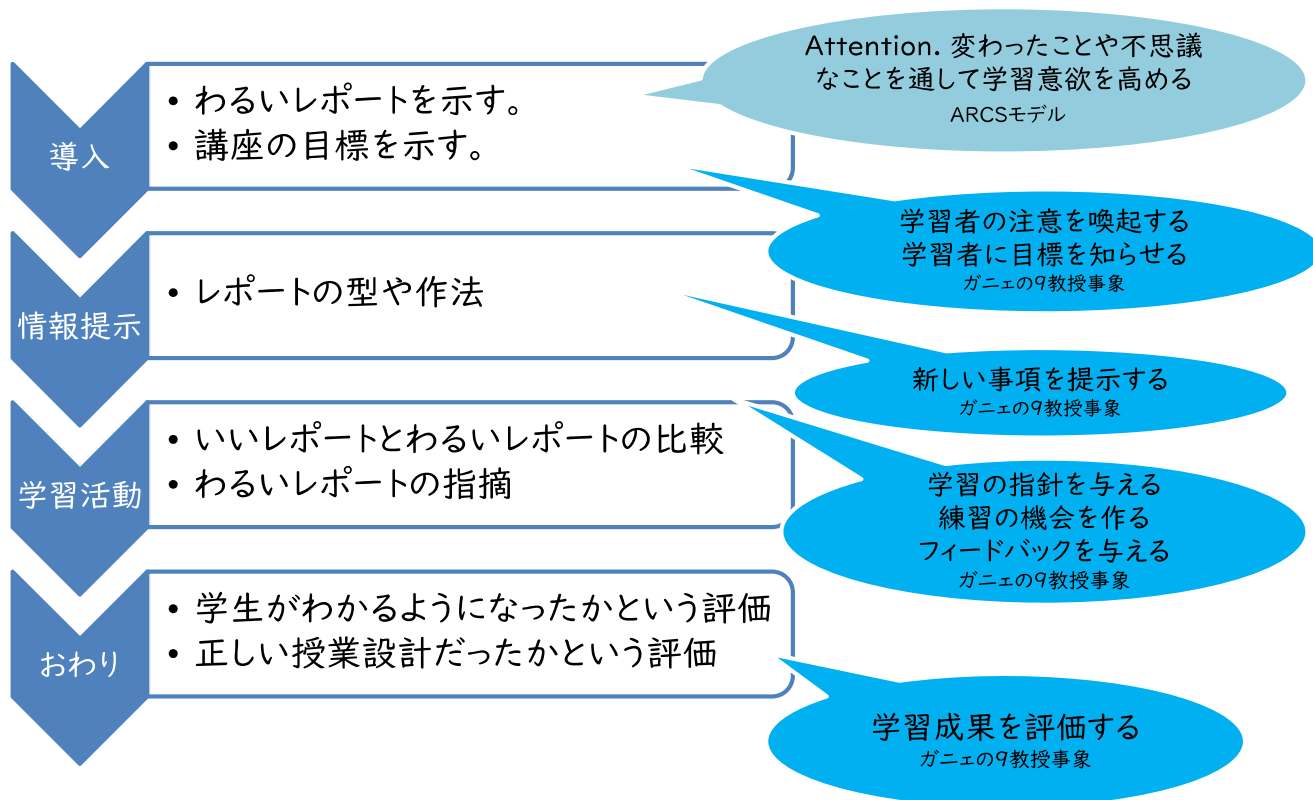 Attention. 変わったことや不思議
なことを通して学習意欲を高める
ARCSモデル
導入
• わるいレポートを示す。
• 講座の目標を示す。
学習者の注意を喚起する
学習者に目標を知らせる
ガニェの9教授事象
情報提示
• レポートの型や作法
新しい事項を提示する
ガニェの9教授事象
学習活動
• いいレポートとわるいレポートの比較
• わるいレポートの指摘
学習の指針を与える
練習の機会を作る
フィードバックを与える
ガニェの9教授事象
おわり
• 学生がわかるようになったかという評価
• 正しい授業設計だったかという評価
学習成果を評価する
ガニェの9教授事象